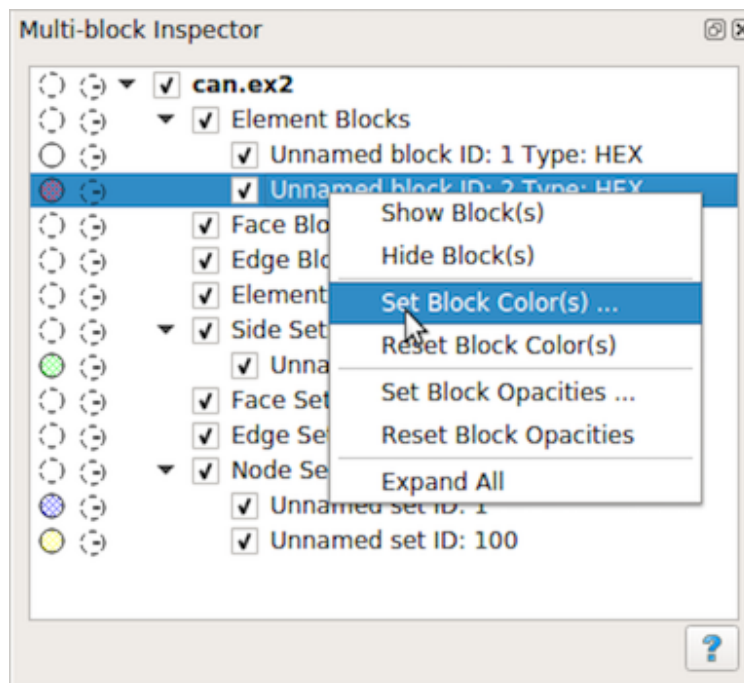 Multi-block Inspector
can.ex2
Element Blocks
Unnamed block ID: 1 Type: HEX
Unnamed block ID: 2 Type: HEX
Show Block(s)
Face Blo
Hide Block(s)
Edge Blo
Element
Set Block Color(s) ...
Side Set
Reset Block Color(s)
Unna
Set Block Opacities ...
Face Set
Reset Block Opacities
Edge Se
Node Se
Expand All
Unnamed set ID: 1
Unnamed set ID: 100
?